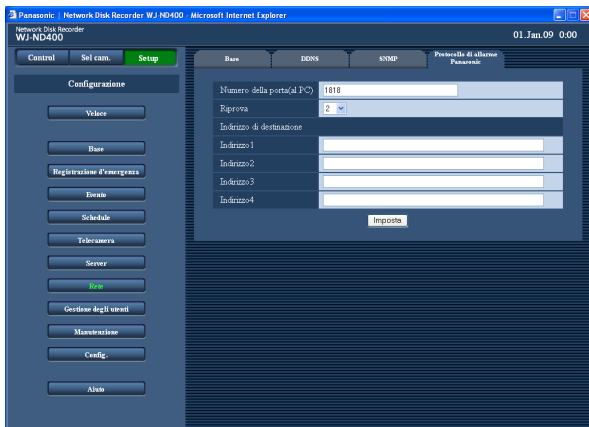 Panasonic | Network Disk Recorder WJ-ND400 - Microsoft Internet Explorer
Network Disk Recorder
WJ-ND400
01.Jan.09 0:00
Control Sel cam. Setup
Configurazione
Veloce
Base
Registrazione d'emergenza
Evento
Schedule
Telecamera
Server
Rete
Gestione degli utenti
Manutenzione
Config.
Aiuto
Base DDNS SNMP Protocollo di allarme
Panasonic
Numero della porta(al PC) 1818
Riprova 2
Indirizzo di destinazione
Indirizzo1
Indirizzo2
Indirizzo3
Indirizzo4
Imposta